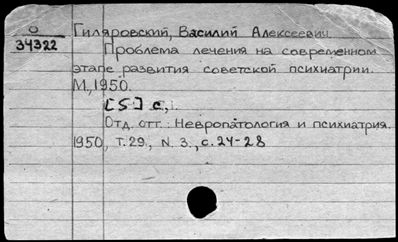 О
34322
Гиляровский, Василий Алексеевич.
Проблема лечения на современном
этапе развития советской психиатрии.
М., 1950.
[5] с.
Отд. отт.: Невропатология и психиатрия.
1950, Т.29., N. 3., с.24-28